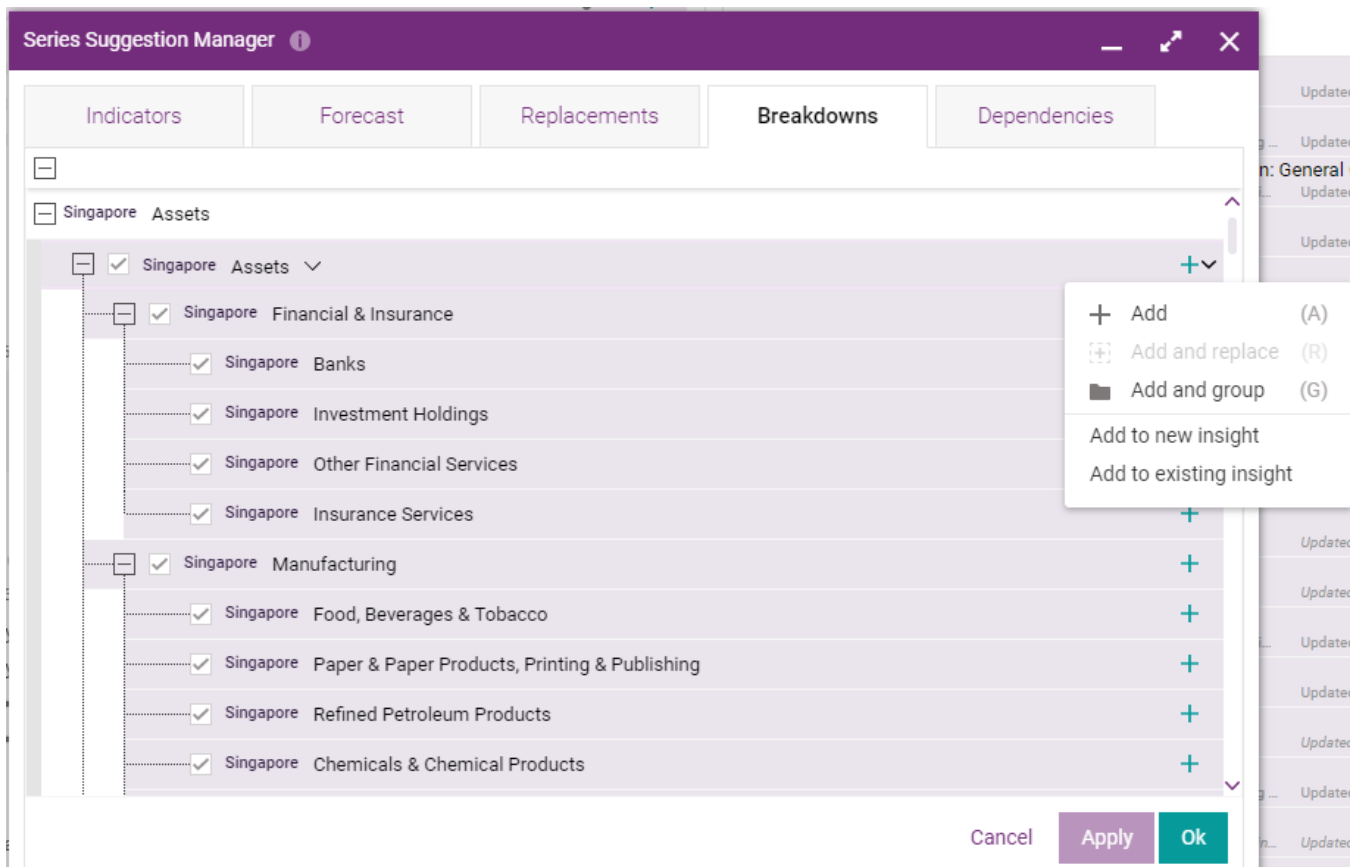 Series Suggestion Manager
Indicators Forecast Replacements Breakdowns Dependencies
Updated
Updated
n: General
Updated
Singapore Assets
Updated
Singapore Assets
Singapore Financial & Insurance
Add (A)
Add and replace (R)
Singapore Banks
Add and group (G)
Singapore Investment Holdings
Add to new insight
Singapore Other Financial Services
Add to existing insight
Singapore Insurance Services
Updated
Singapore Manufacturing
Updated
Singapore Food, Beverages & Tobacco
Updated
Singapore Paper & Paper Products, Printing & Publishing
Updated
Singapore Refined Petroleum Products
Updated
Singapore Chemicals & Chemical Products
Updated
Cancel Apply Ok
Updated